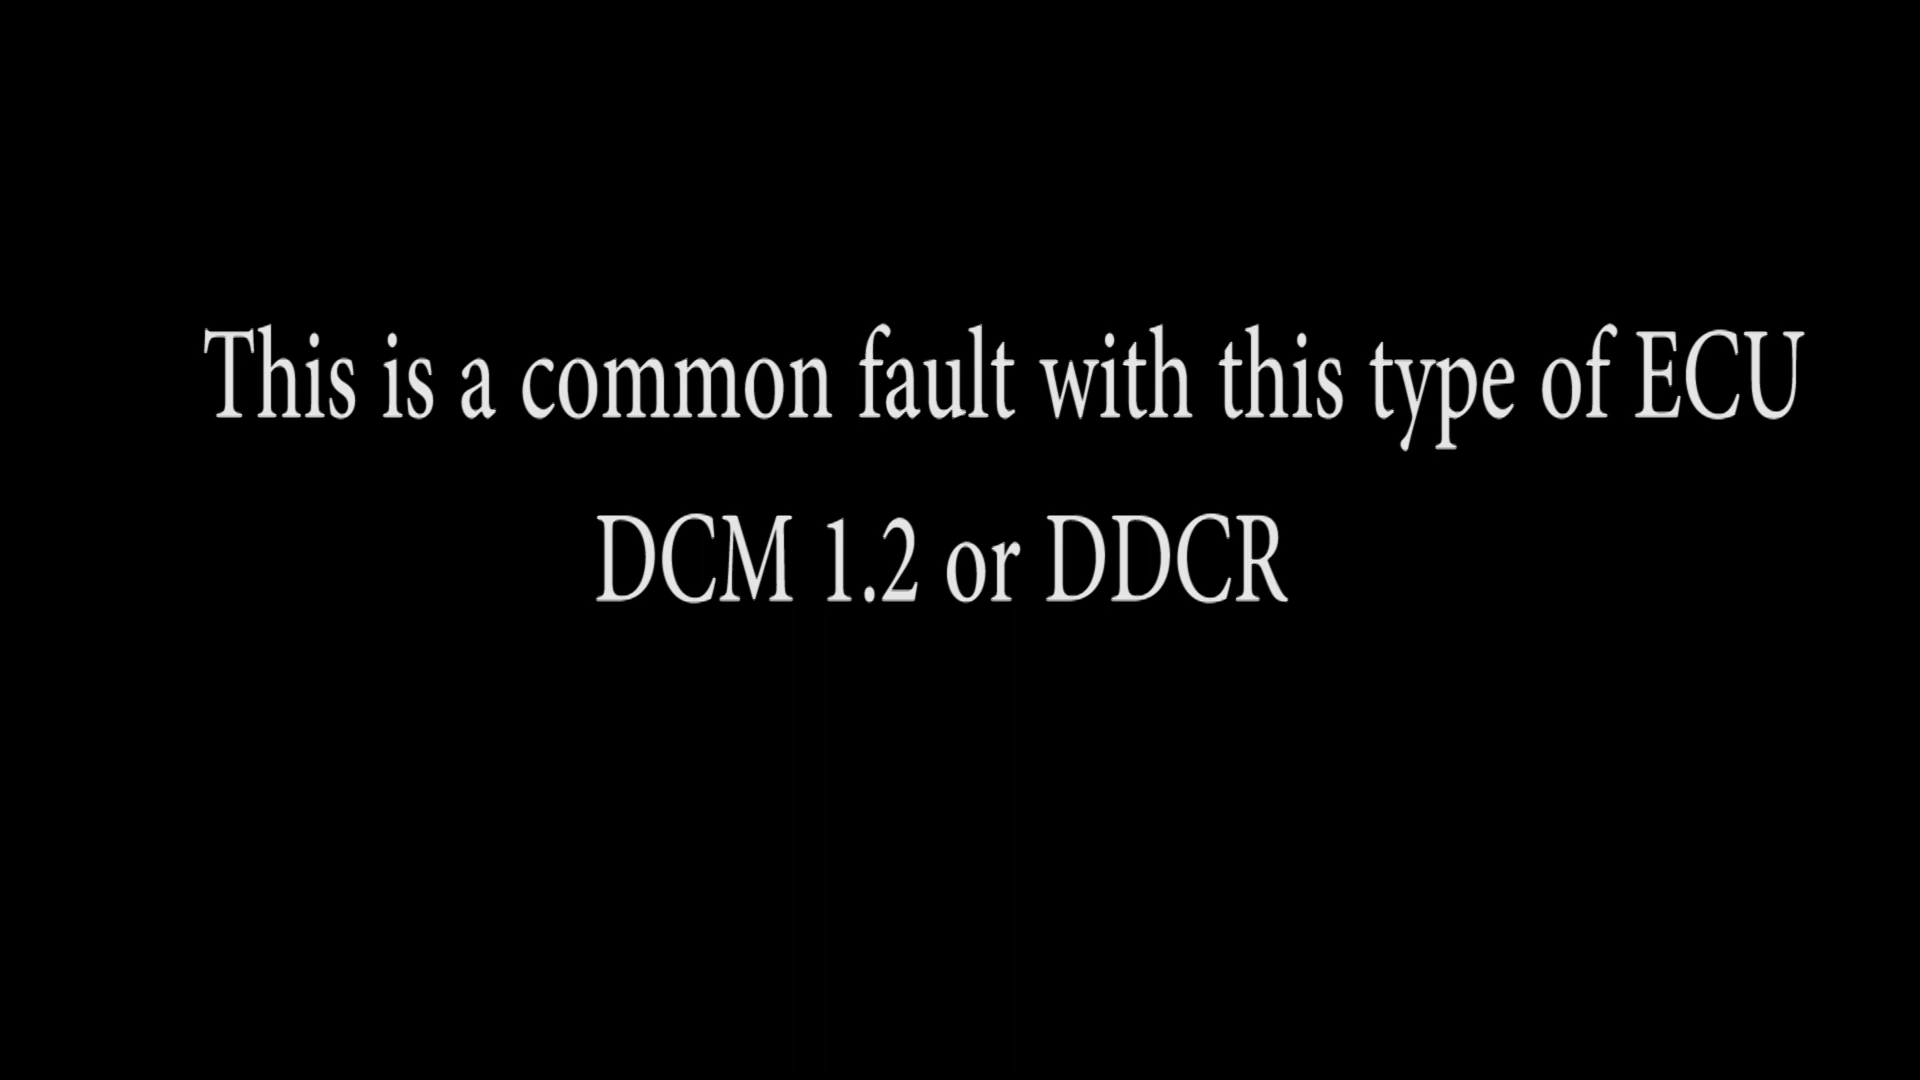 This is a common fault with this type of ECU
DCM 1.2 or DDCR